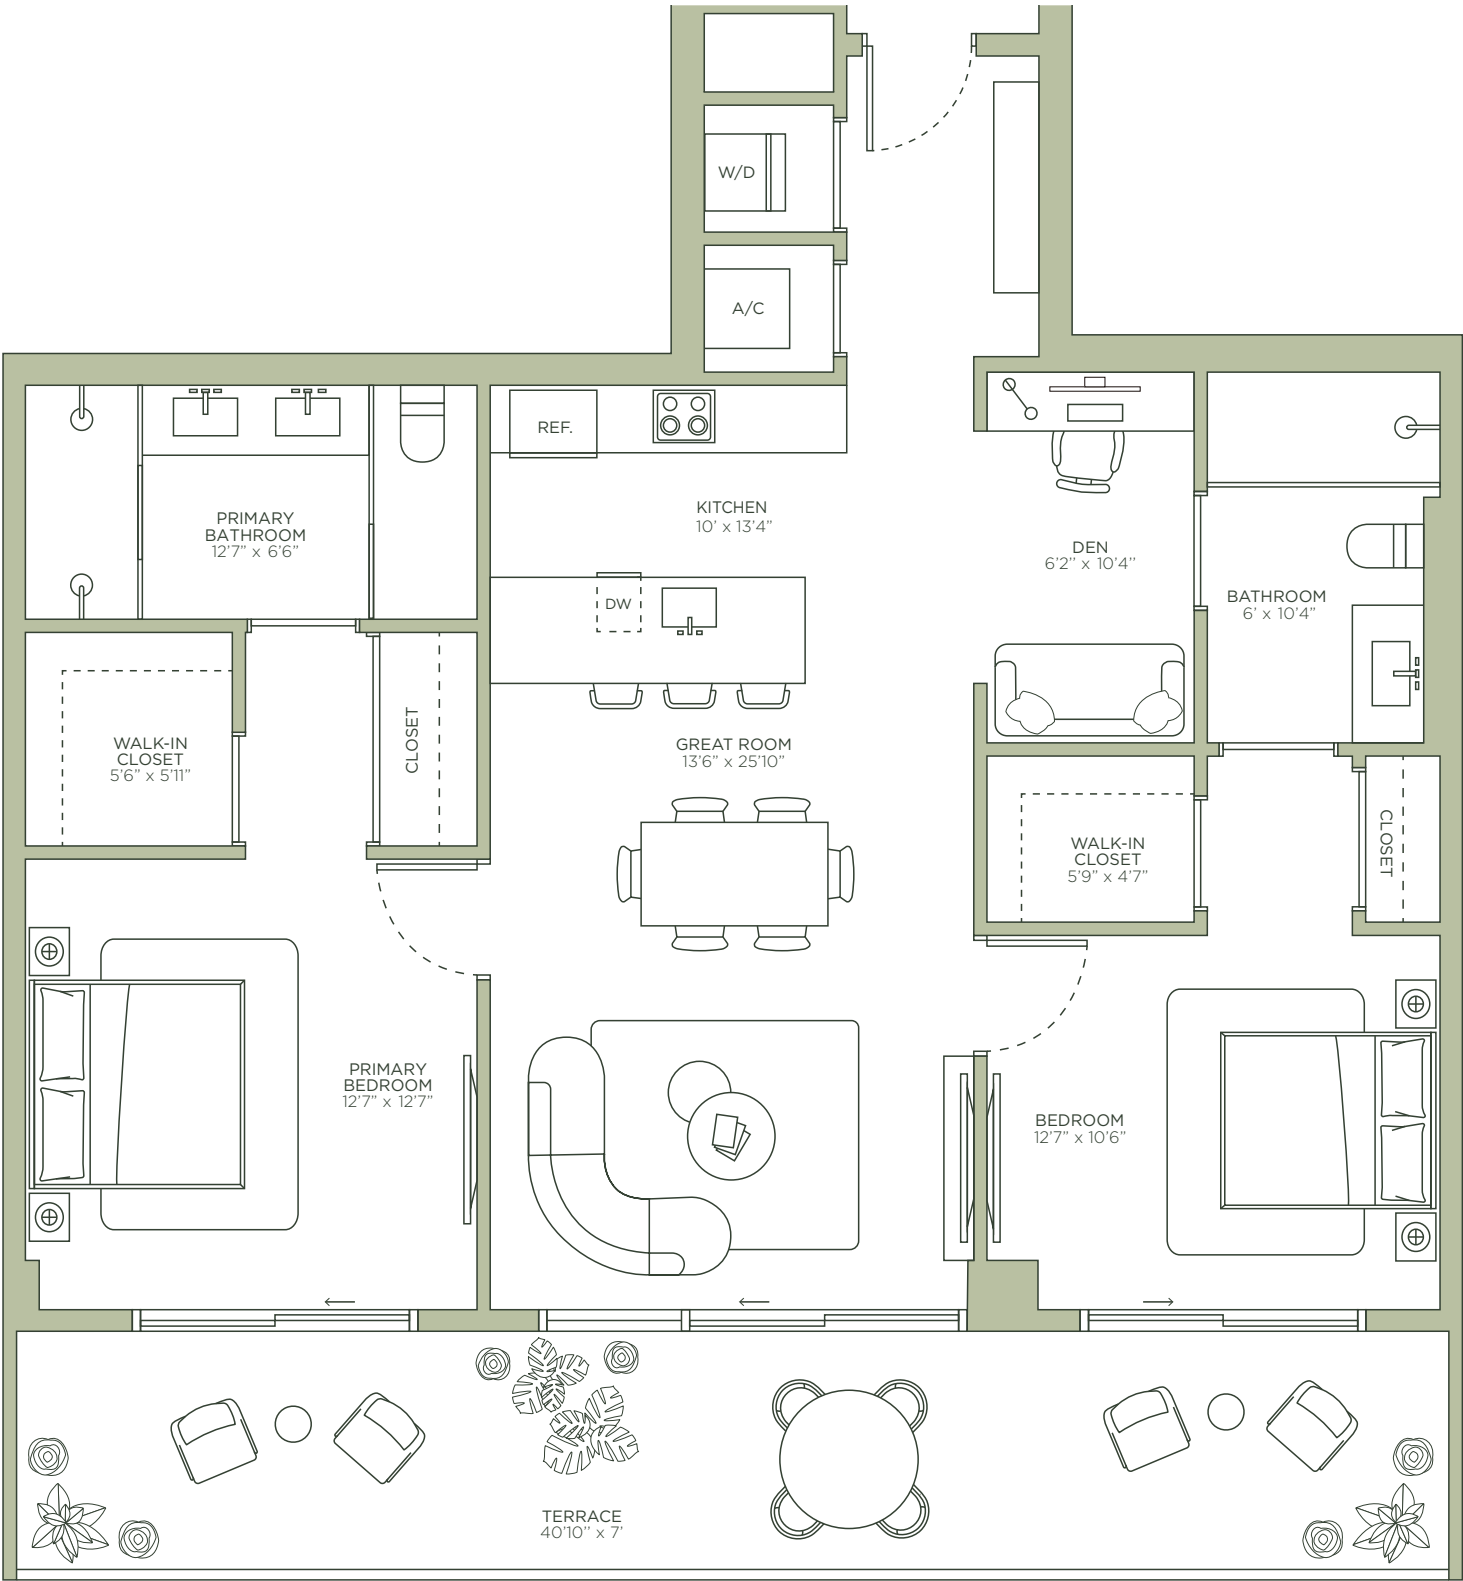 W/D
A/C
REF.
KITCHEN
10’ x 13’4”
DW
PRIMARY
BATHROOM
12’7” x 6’6”
DEN
6’2’’ x 10’4’’
BATHROOM
6’ x 10’4”
WALK-IN
CLOSET
5’6” x 5’11”
CLOSET
GREAT ROOM
13’6” x 25’10”
WALK-IN
CLOSET
5’9” x 4’7”
CLOSET
PRIMARY
BEDROOM
12’7” x 12’7”
BEDROOM
12’7” x 10’6”
TERRACE
40’10’’ x 7’